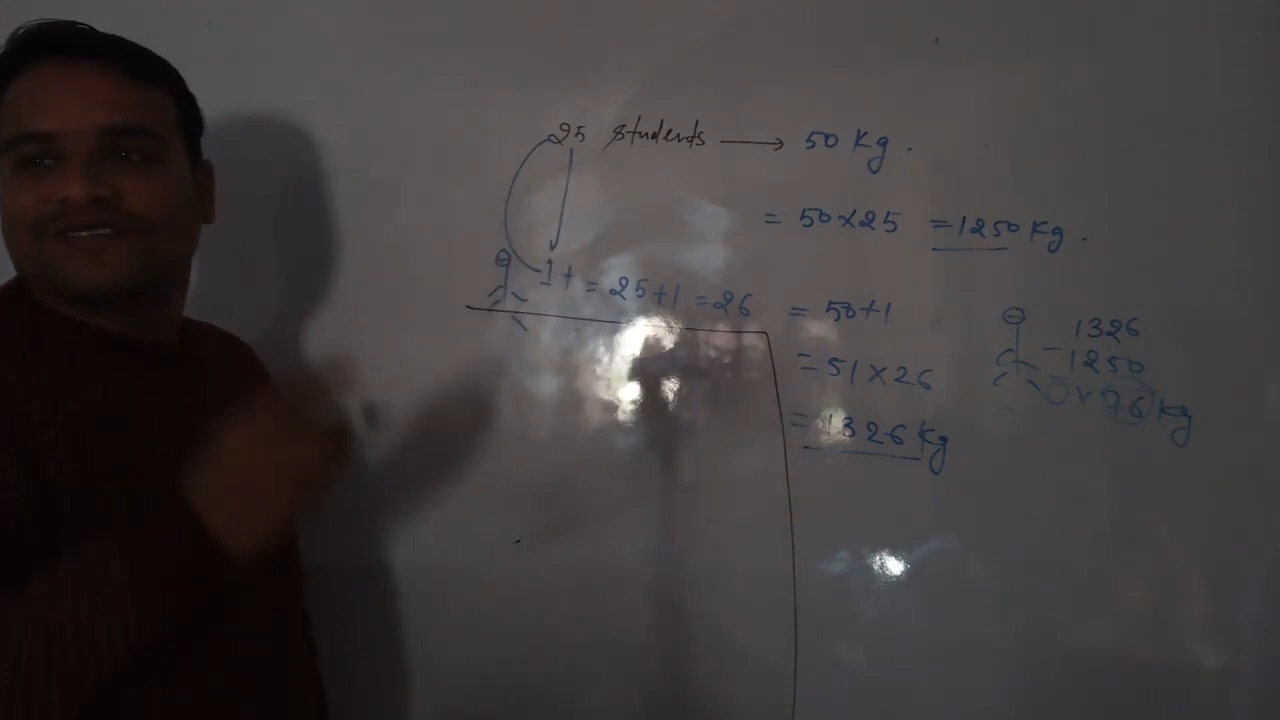 25 students → 50 Kg.
= 50×25 = 1250 Kg.
1+ = 25+1 = 26
= 50+1
= 51×26
= 1326 Kg
1326
- 1250
76 Kg